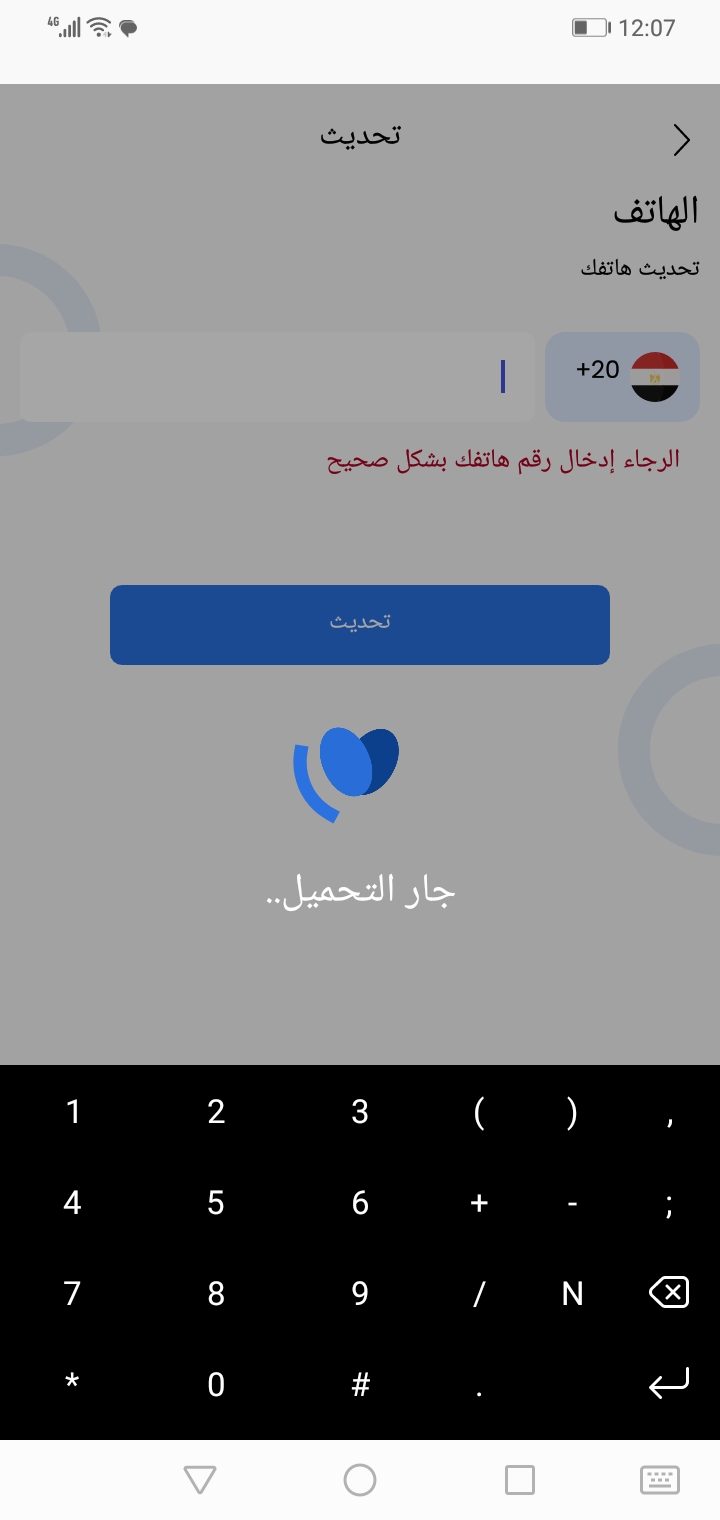 4G 12:07
تحديث
الهاتف
تحديث هاتفك
+20
الرجاء إدخال رقم هاتفك بشكل صحيح
تحديث
جار التحميل..
1 2 3 ( ) ,
4 5 6 + - ;
7 8 9 / N
* 0 # .